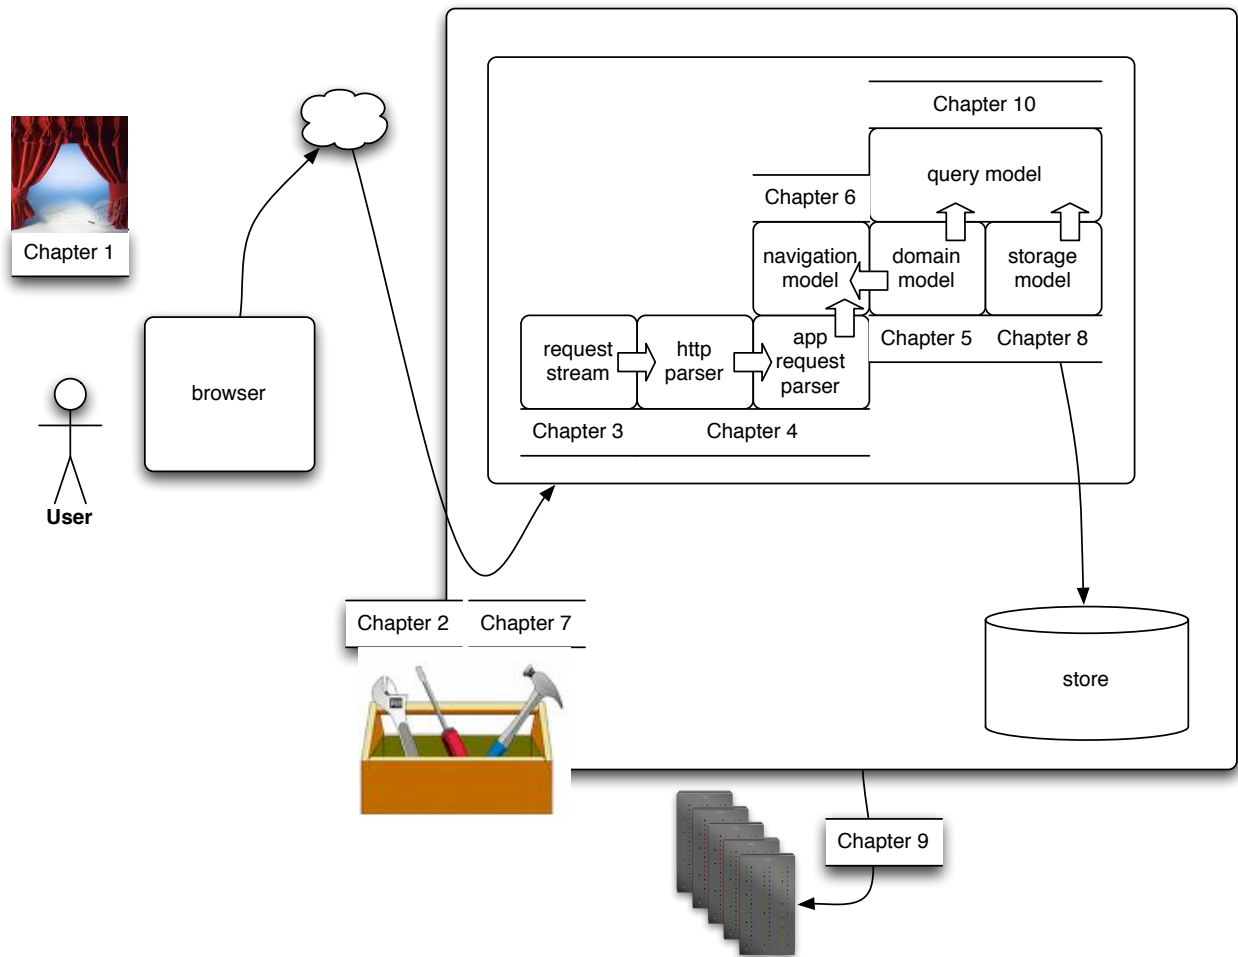 Chapter 10
query model
Chapter 6
Chapter 1
navigation
model
domain
model
storage
model
Chapter 5
Chapter 8
request
stream
http
parser
app
request
parser
browser
Chapter 3
Chapter 4
User
Chapter 2
Chapter 7
store
Chapter 9